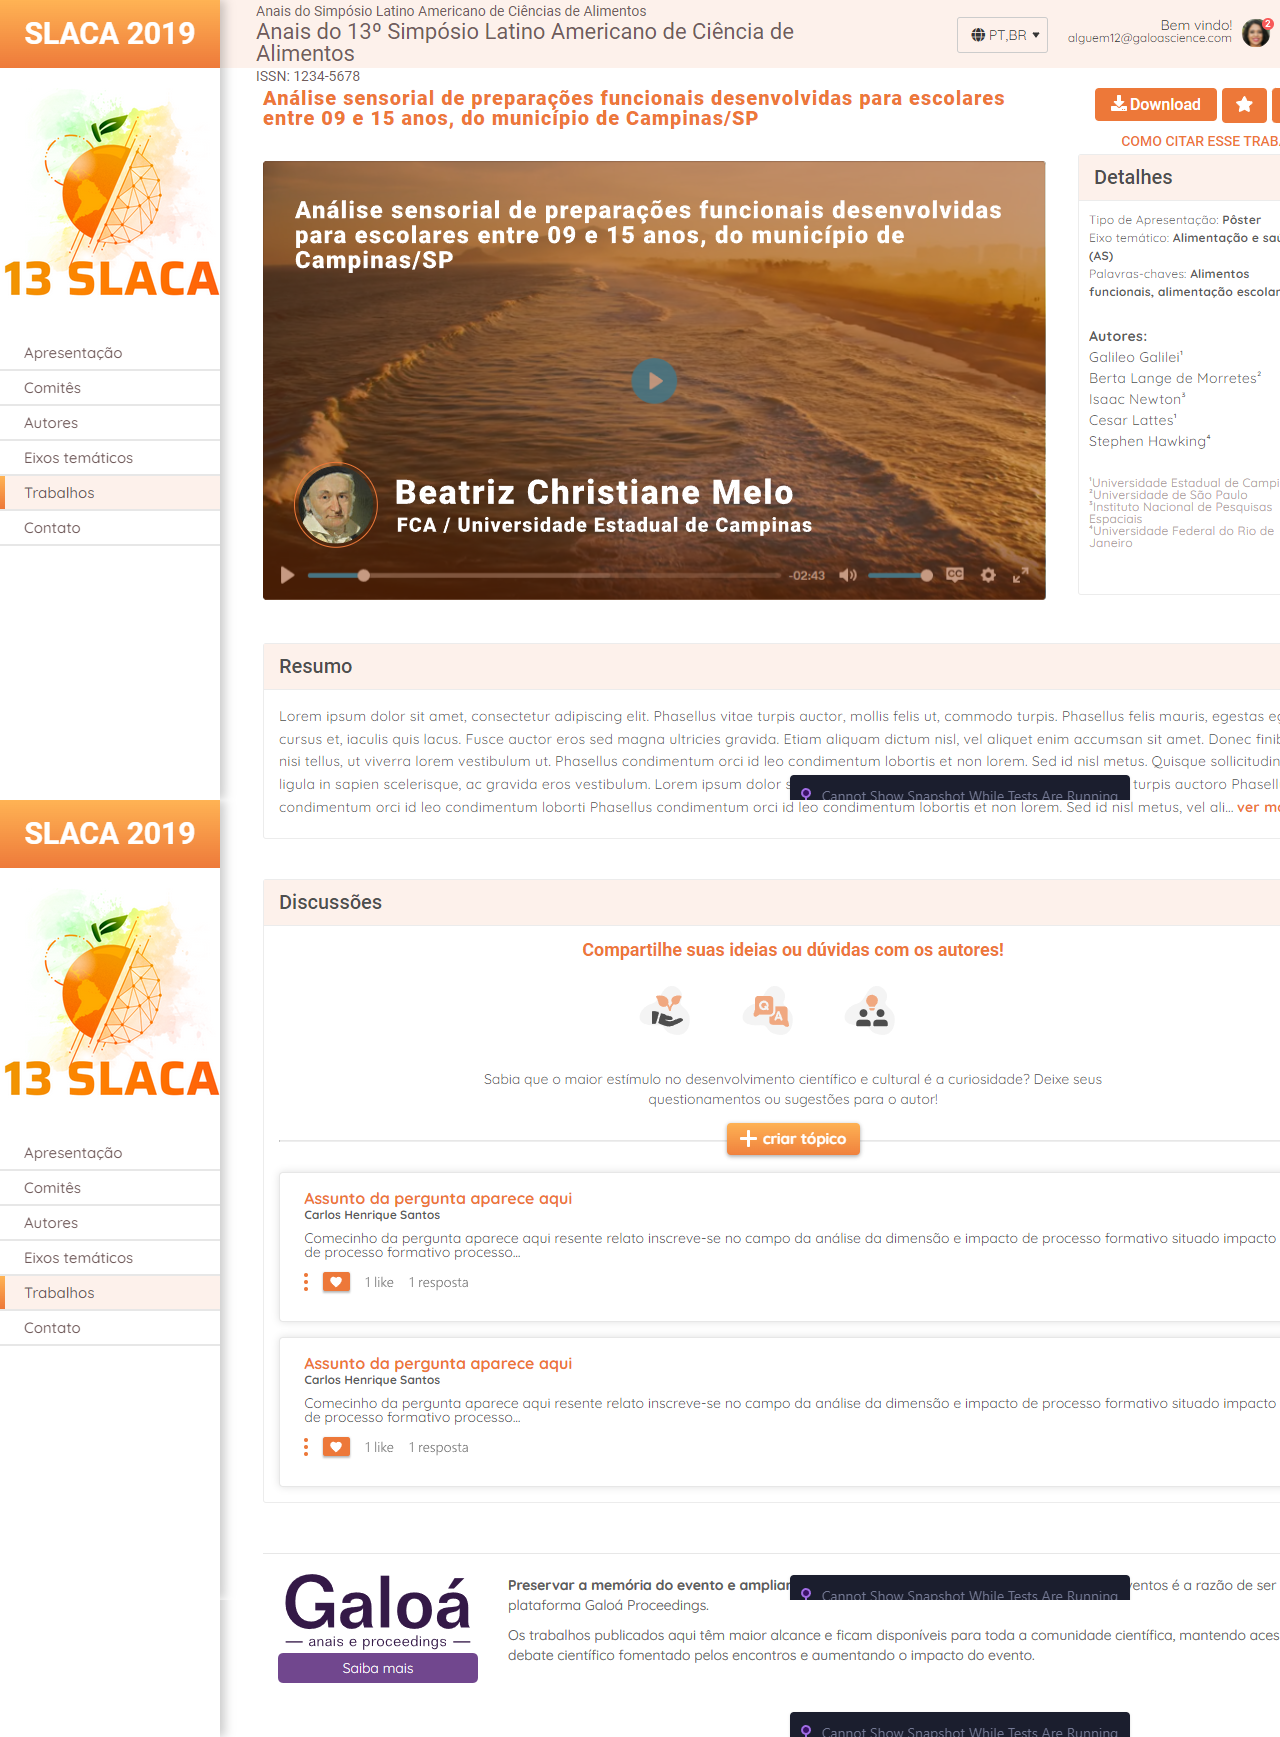 SLACA 2019
Anais do Simpósio Latino Americano de Ciências de Alimentos
Anais do 13º Simpósio Latino Americano de Ciência de
Alimentos
ISSN: 1234-5678
PT,BR
Bem vindo!
alguem12@galoascience.com
2
13 SLACA
Apresentação
Comitês
Autores
Eixos temáticos
Trabalhos
Contato
Análise sensorial de preparações funcionais desenvolvidas para escolares
entre 09 e 15 anos, do município de Campinas/SP
Download
COMO CITAR ESSE TRABA
Análise sensorial de preparações funcionais desenvolvidas
para escolares entre 09 e 15 anos, do município de
Campinas/SP
Beatriz Christiane Melo
FCA / Universidade Estadual de Campinas
-02:43
CC
Detalhes
Tipo de Apresentação: Pôster
Eixo temático: Alimentação e saú
(AS)
Palavras-chaves: Alimentos
funcionais, alimentação escolar
Autores:
Galileo Galilei¹
Berta Lange de Morretes²
Isaac Newton³
Cesar Lattes¹
Stephen Hawking⁴
¹Universidade Estadual de Campi
²Universidade de São Paulo
³Instituto Nacional de Pesquisas
Espaciais
⁴Universidade Federal do Rio de
Janeiro
Resumo
Lorem ipsum dolor sit amet, consectetur adipiscing elit. Phasellus vitae turpis auctor, mollis felis ut, commodo turpis. Phasellus felis mauris, egestas eg
cursus et, iaculis quis lacus. Fusce auctor eros sed magna ultricies gravida. Etiam aliquam dictum nisl, vel aliquet enim accumsan sit amet. Donec finib
nisi tellus, ut viverra lorem vestibulum ut. Phasellus condimentum orci id leo condimentum lobortis et non lorem. Sed id nisl metus. Quisque sollicitudin
ligula in sapien scelerisque, ac gravida eros vestibulum. Lorem ipsum dolor s turpis auctoro Phasell
Cannot Show Snapshot While Tests Are Running
condimentum orci id leo condimentum loborti Phasellus condimentum orci id leo condimentum lobortis et non lorem. Sed id nisl metus, vel ali... ver ma
SLACA 2019
13 SLACA
Apresentação
Comitês
Autores
Eixos temáticos
Trabalhos
Contato
Discussões
Compartilhe suas ideias ou dúvidas com os autores!
Q
A
Sabia que o maior estímulo no desenvolvimento científico e cultural é a curiosidade? Deixe seus
questionamentos ou sugestões para o autor!
criar tópico
Assunto da pergunta aparece aqui
Carlos Henrique Santos
Comecinho da pergunta aparece aqui resente relato inscreve-se no campo da análise da dimensão e impacto de processo formativo situado impacto
de processo formativo processo...
1 like 1 resposta
Assunto da pergunta aparece aqui
Carlos Henrique Santos
Comecinho da pergunta aparece aqui resente relato inscreve-se no campo da análise da dimensão e impacto de processo formativo situado impacto
de processo formativo processo...
1 like 1 resposta
Galoá
anais e proceedings
Saiba mais
Preservar a memória do evento e ampliar ventos é a razão de ser
Cannot Show Snapshot While Tests Are Running
plataforma Galoá Proceedings.
Os trabalhos publicados aqui têm maior alcance e ficam disponíveis para toda a comunidade científica, mantendo aces
debate científico fomentado pelos encontros e aumentando o impacto do evento.
Cannot Show Snapshot While Tests Are Running